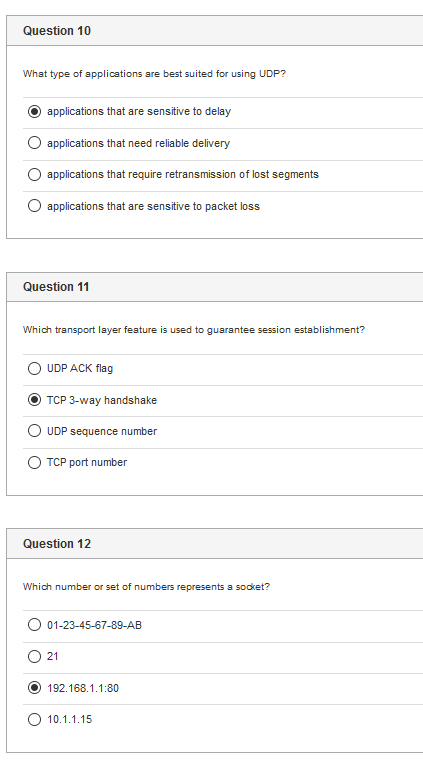 Question 10
What type of applications are best suited for using UDP?
applications that are sensitive to delay
applications that need reliable delivery
applications that require retransmission of lost segments
applications that are sensitive to packet loss
Question 11
Which transport layer feature is used to guarantee session establishment?
UDP ACK flag
TCP 3-way handshake
UDP sequence number
TCP port number
Question 12
Which number or set of numbers represents a socket?
01-23-45-67-89-AB
21
192.168.1.1:80
10.1.1.15